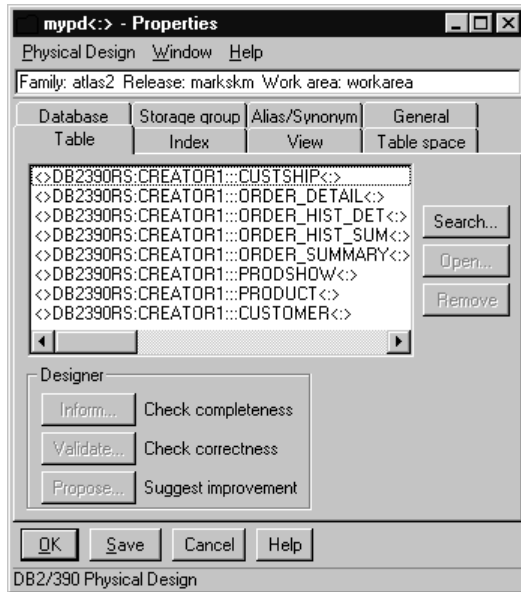 mypd<:> - Properties
Physical Design Window Help
Family: atlas2 Release: markskm Work area: workarea
Database Storage group Alias/Synonym General
Table Index View Table space
<>DB2390RS:CREATOR1:::CUSTSHIP<:>
<>DB2390RS:CREATOR1:::ORDER_DETAIL<:>
<>DB2390RS:CREATOR1:::ORDER_HIST_DET<:>
<>DB2390RS:CREATOR1:::ORDER_HIST_SUM<:>
<>DB2390RS:CREATOR1:::ORDER_SUMMARY<:>
<>DB2390RS:CREATOR1:::PRODSHOW<:>
<>DB2390RS:CREATOR1:::PRODUCT<:>
<>DB2390RS:CREATOR1:::CUSTOMER<:>
Search...
Open...
Remove
Designer
Inform... Check completeness
Validate... Check correctness
Propose... Suggest improvement
OK Save Cancel Help
DB2/390 Physical Design